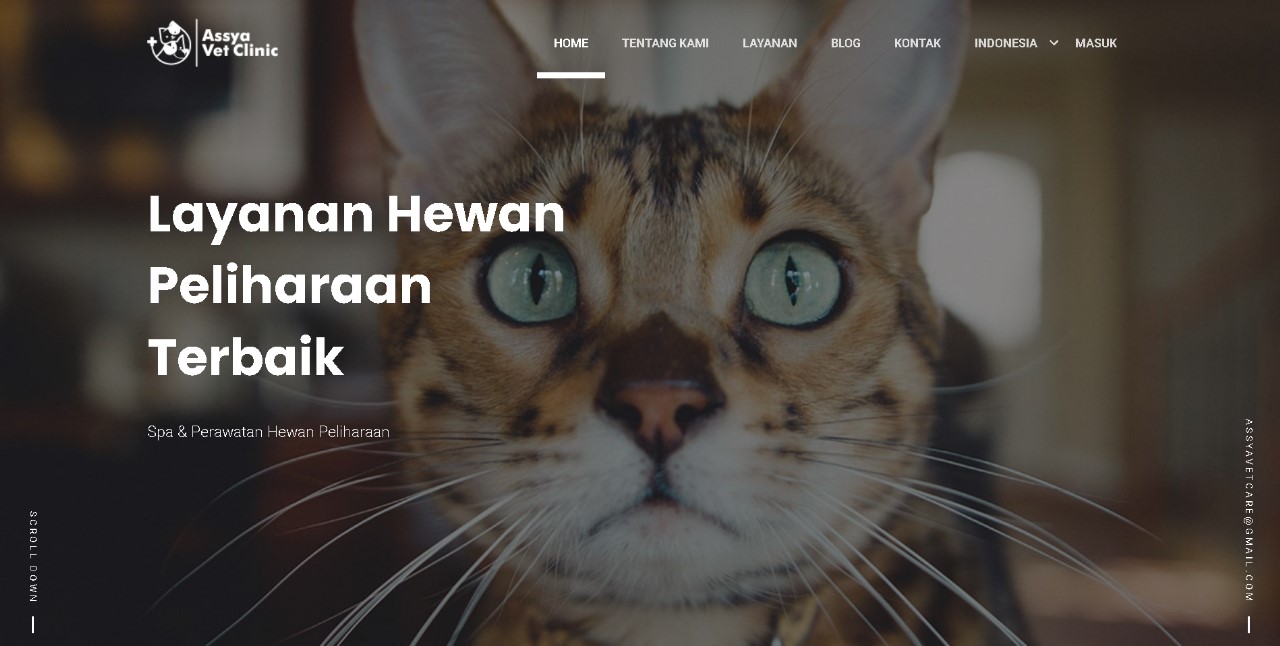 Assya
Vet Clinic
HOME
TENTANG KAMI
LAYANAN
BLOG
KONTAK
INDONESIA
MASUK
Layanan Hewan
Peliharaan
Terbaik
Spa & Perawatan Hewan Peliharaan
SCROLL DOWN
ASSYAVETCARE@GMAIL.COM